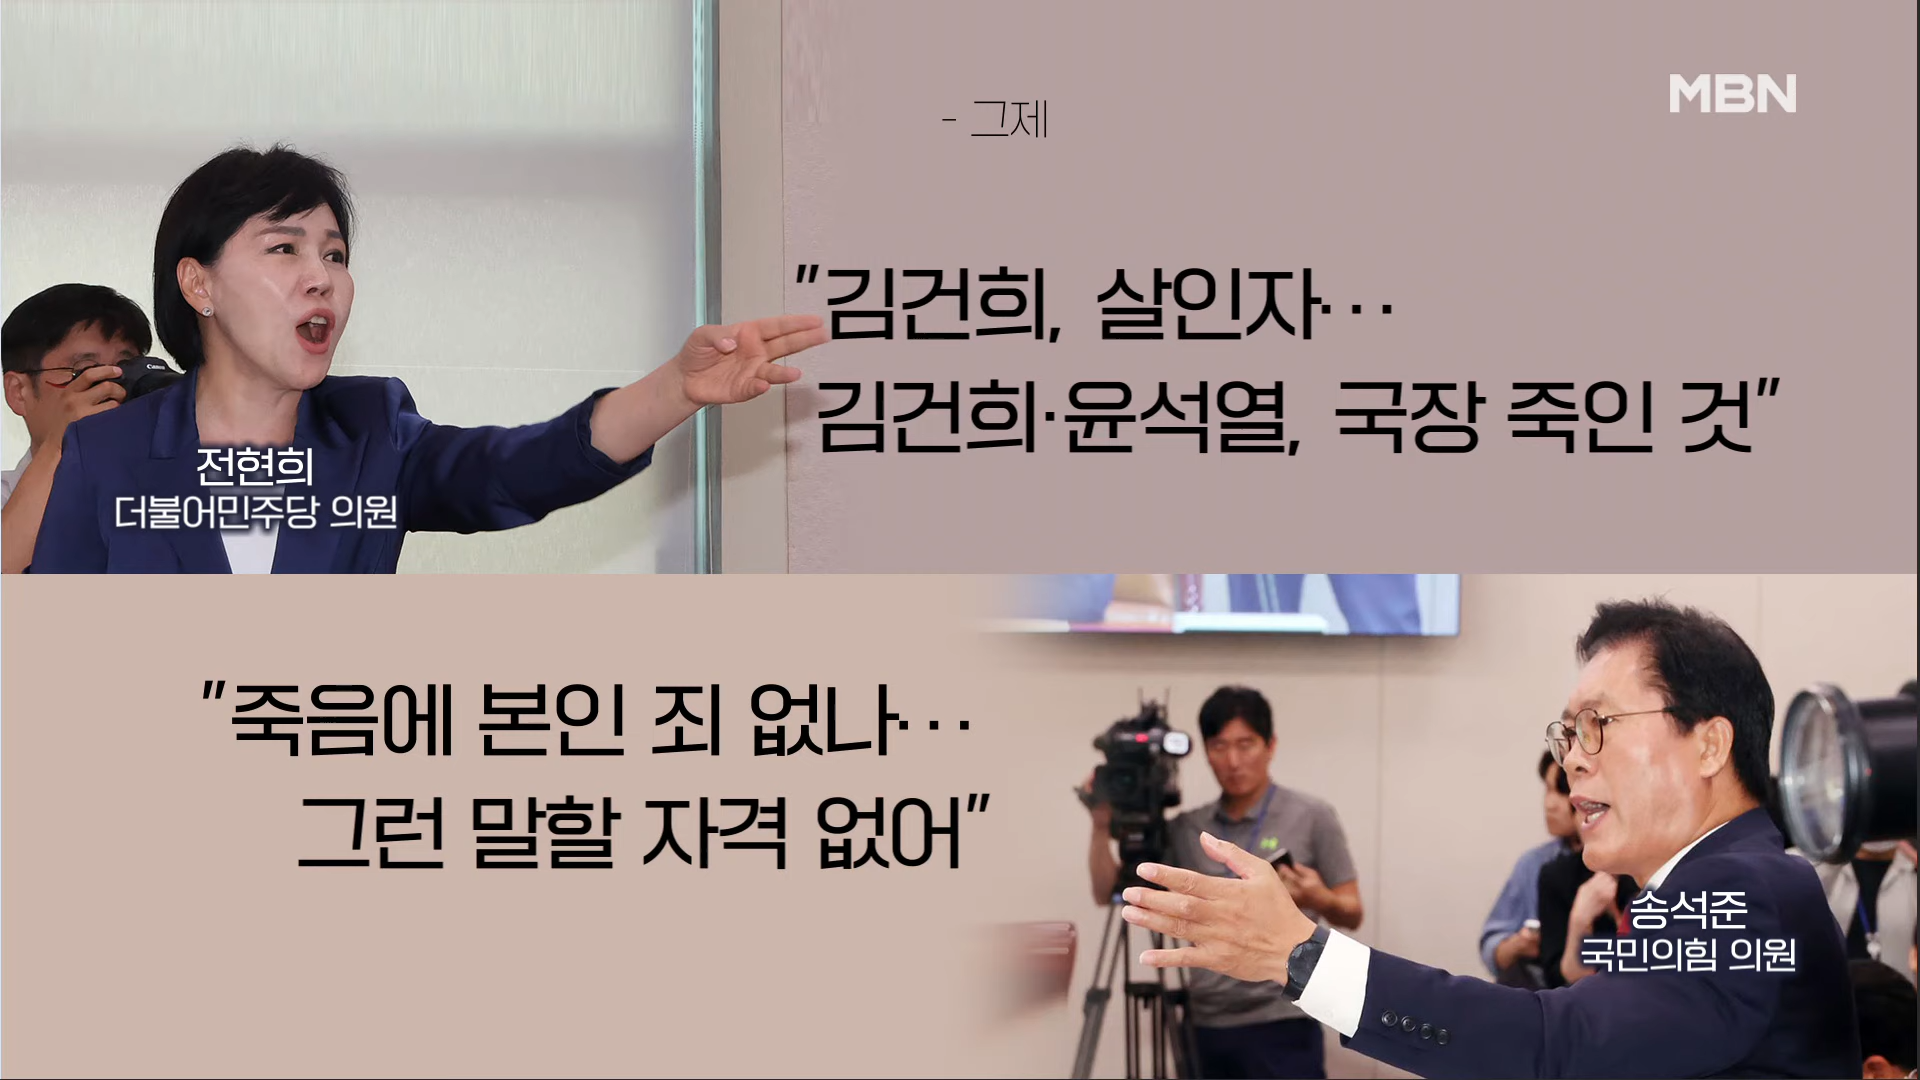 MBN
- 그제
"김건희, 살인자···
김건희·윤석열, 국장 죽인 것"
전현희
더불어민주당 의원
Canon
"죽음에 본인 죄 없나···
그런 말할 자격 없어"
송석준
국민의힘 의원